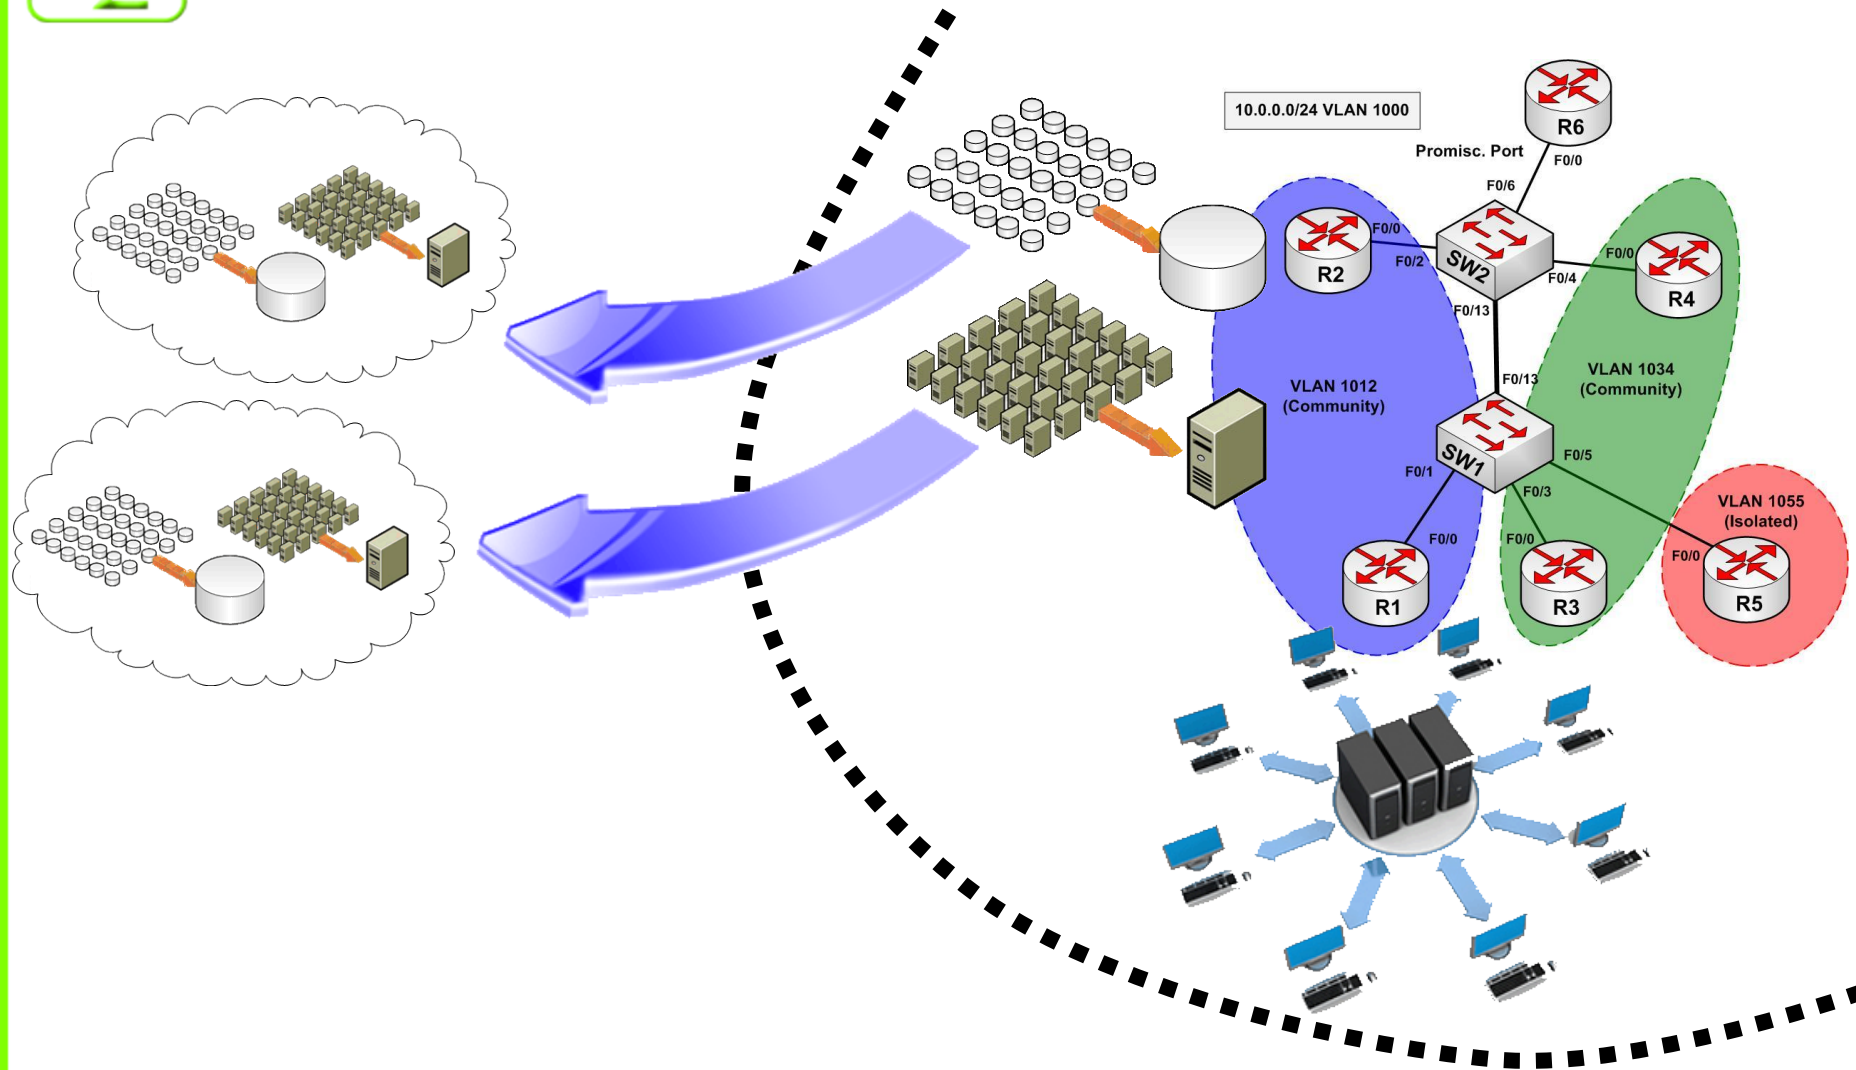 10.0.0.0/24 VLAN 1000
R6
Promisc. Port
F0/0
F0/6
R2
F0/0
F0/2
SW2
F0/4
F0/0
R4
F0/13
F0/13
VLAN 1012
(Community)
VLAN 1034
(Community)
SW1
F0/1
F0/5
F0/3
VLAN 1055
(Isolated)
F0/0
F0/0
F0/0
R1
R3
R5